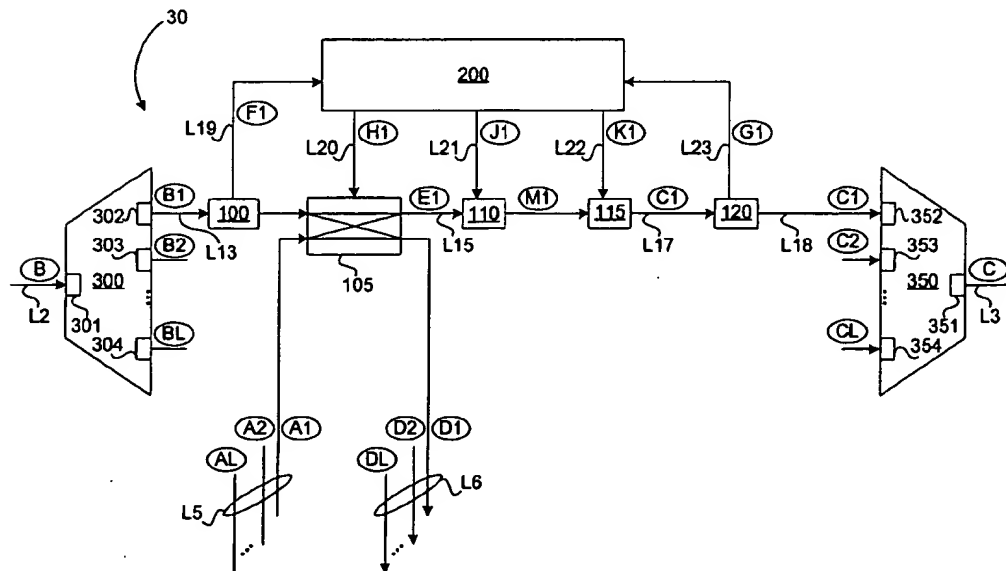 30
200
F1
L19
H1
L20
J1
L21
K1
L22
G1
L23
302
B1
L13
100
E1
L15
110
M1
115
C1
L17
120
C1
L18
352
303
B2
105
C2
353
B
L2
300
301
350
351
C
L3
304
BL
CL
354
A2
A1
D2
D1
AL
DL
L5
L6